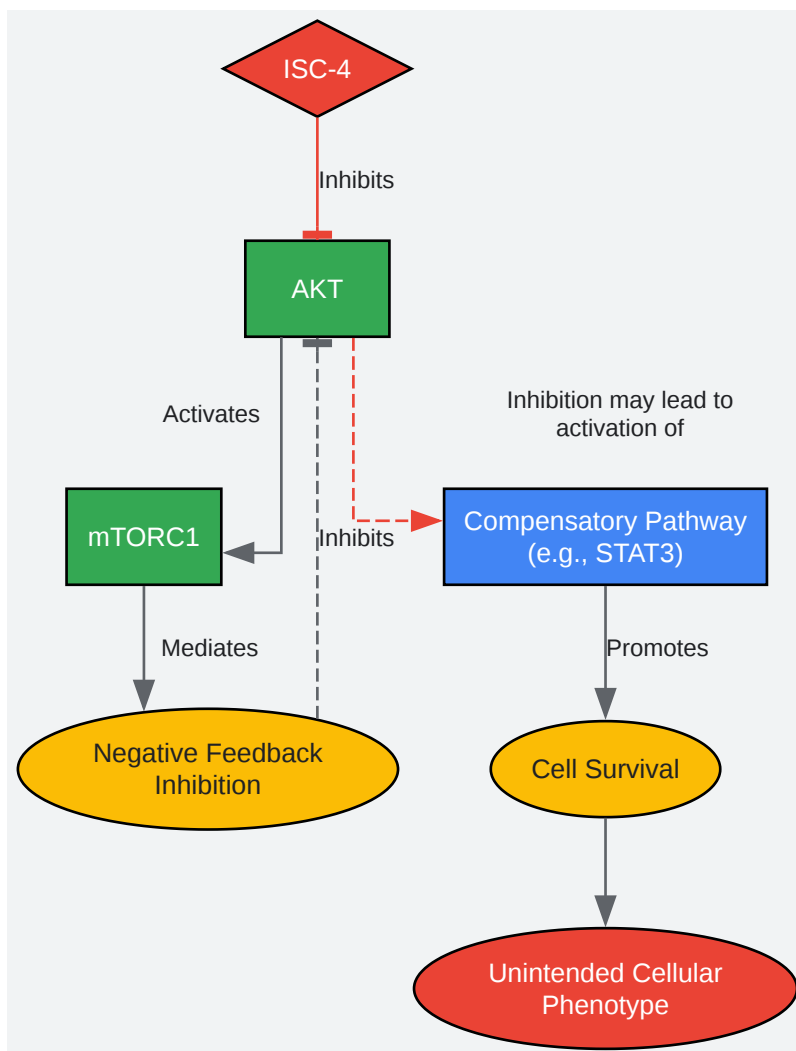 ISC-4
Inhibits
AKT
Activates
Inhibition may lead to
activation of
mTORC1
Inhibits
Compensatory Pathway
(e.g., STAT3)
Mediates
Promotes
Negative Feedback
Inhibition
Cell Survival
Unintended Cellular
Phenotype